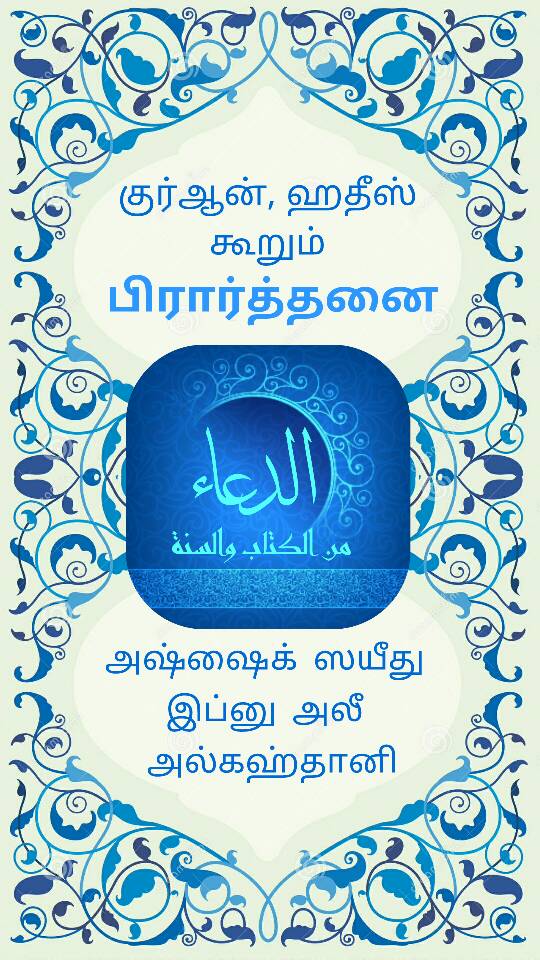 குர்ஆன், ஹதீஸ்
கூறும்
பிரார்த்தனை
الدعاء
من الكتاب والسنة
அஷ்ஷைக் ஸயீது
இப்னு அலீ
அல்கஹ்தானி